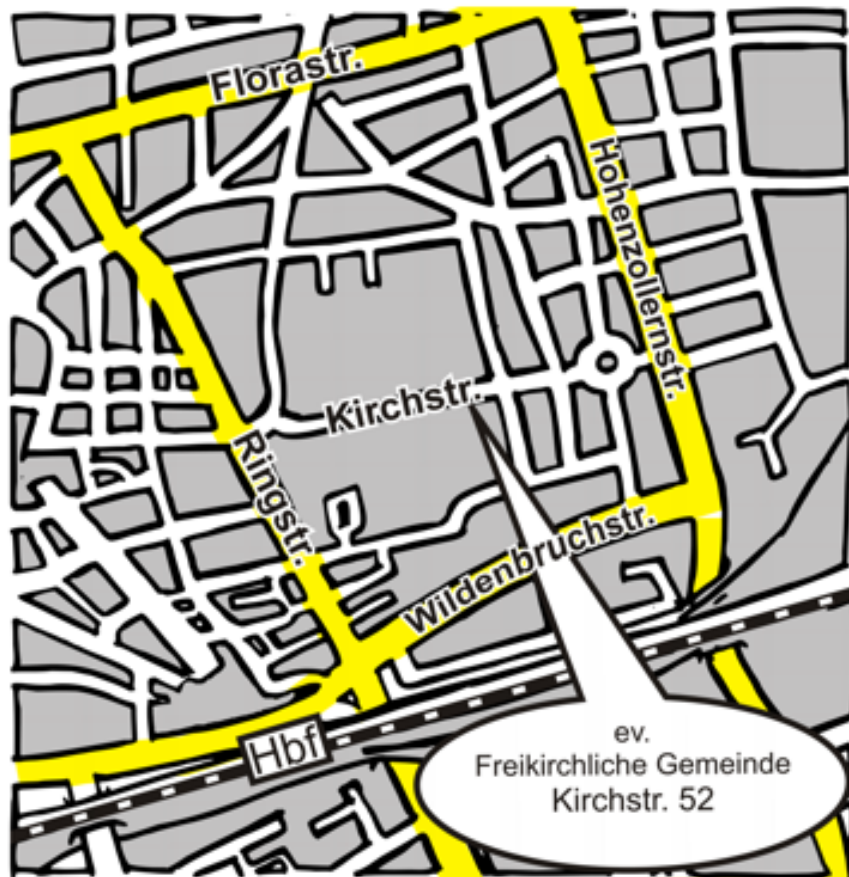 Florastr.
Hohenzollernstr.
Kirchstr.
Ringstr.
Wildenbruchstr.
Hbf
ev.
Freikirchliche Gemeinde
Kirchstr. 52